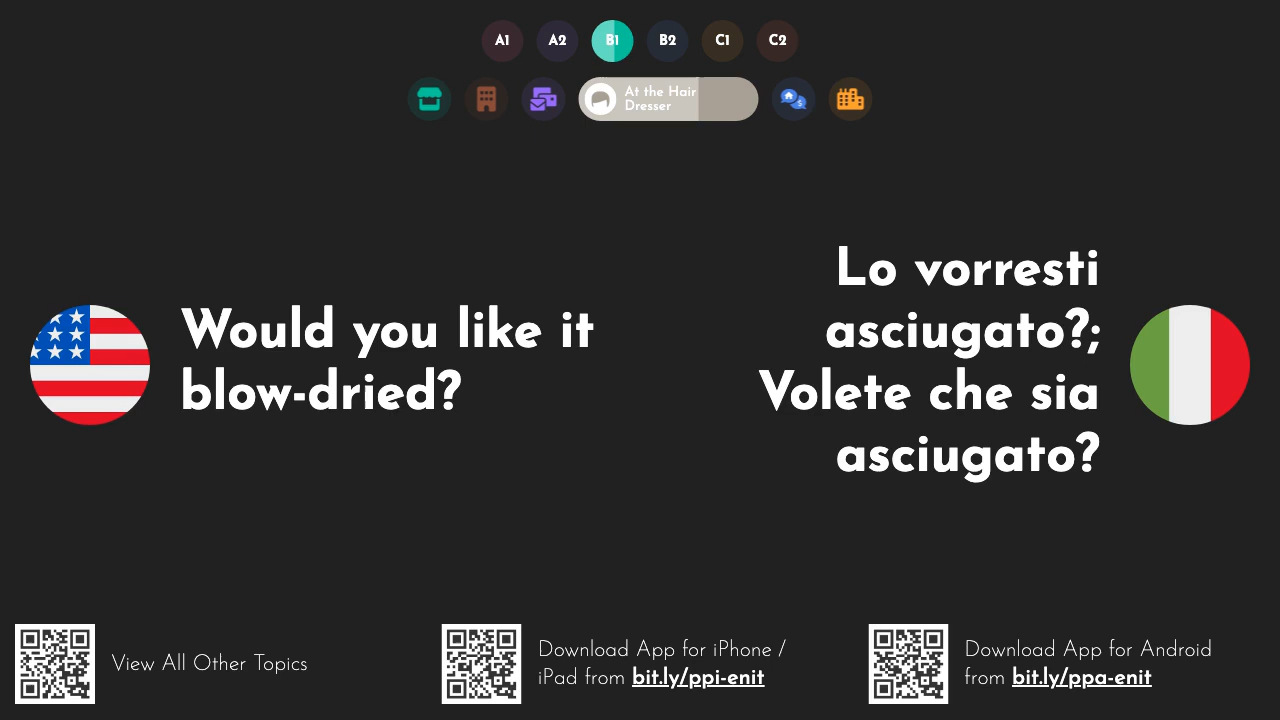 A1 A2 B1 B2 C1 C2
At the Hair
Dresser
Would you like it
blow-dried?
Lo vorresti
asciugato?;
Volete che sia
asciugato?
View All Other Topics
Download App for iPhone /
iPad from bit.ly/ppi-enit
Download App for Android
from bit.ly/ppa-enit